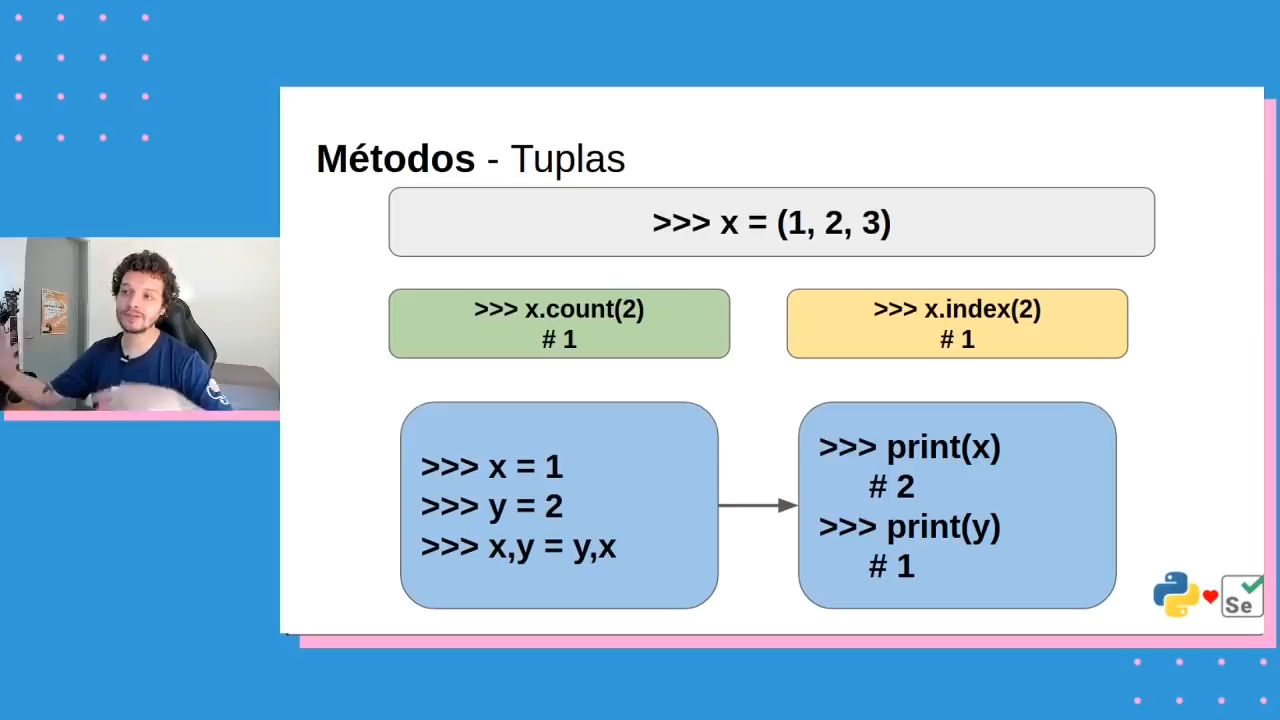 Métodos - Tuplas
>>> x = (1, 2, 3)
>>> x.count(2)
# 1
>>> x.index(2)
# 1
>>> x = 1
>>> y = 2
>>> x,y = y,x
>>> print(x)
# 2
>>> print(y)
# 1
Se